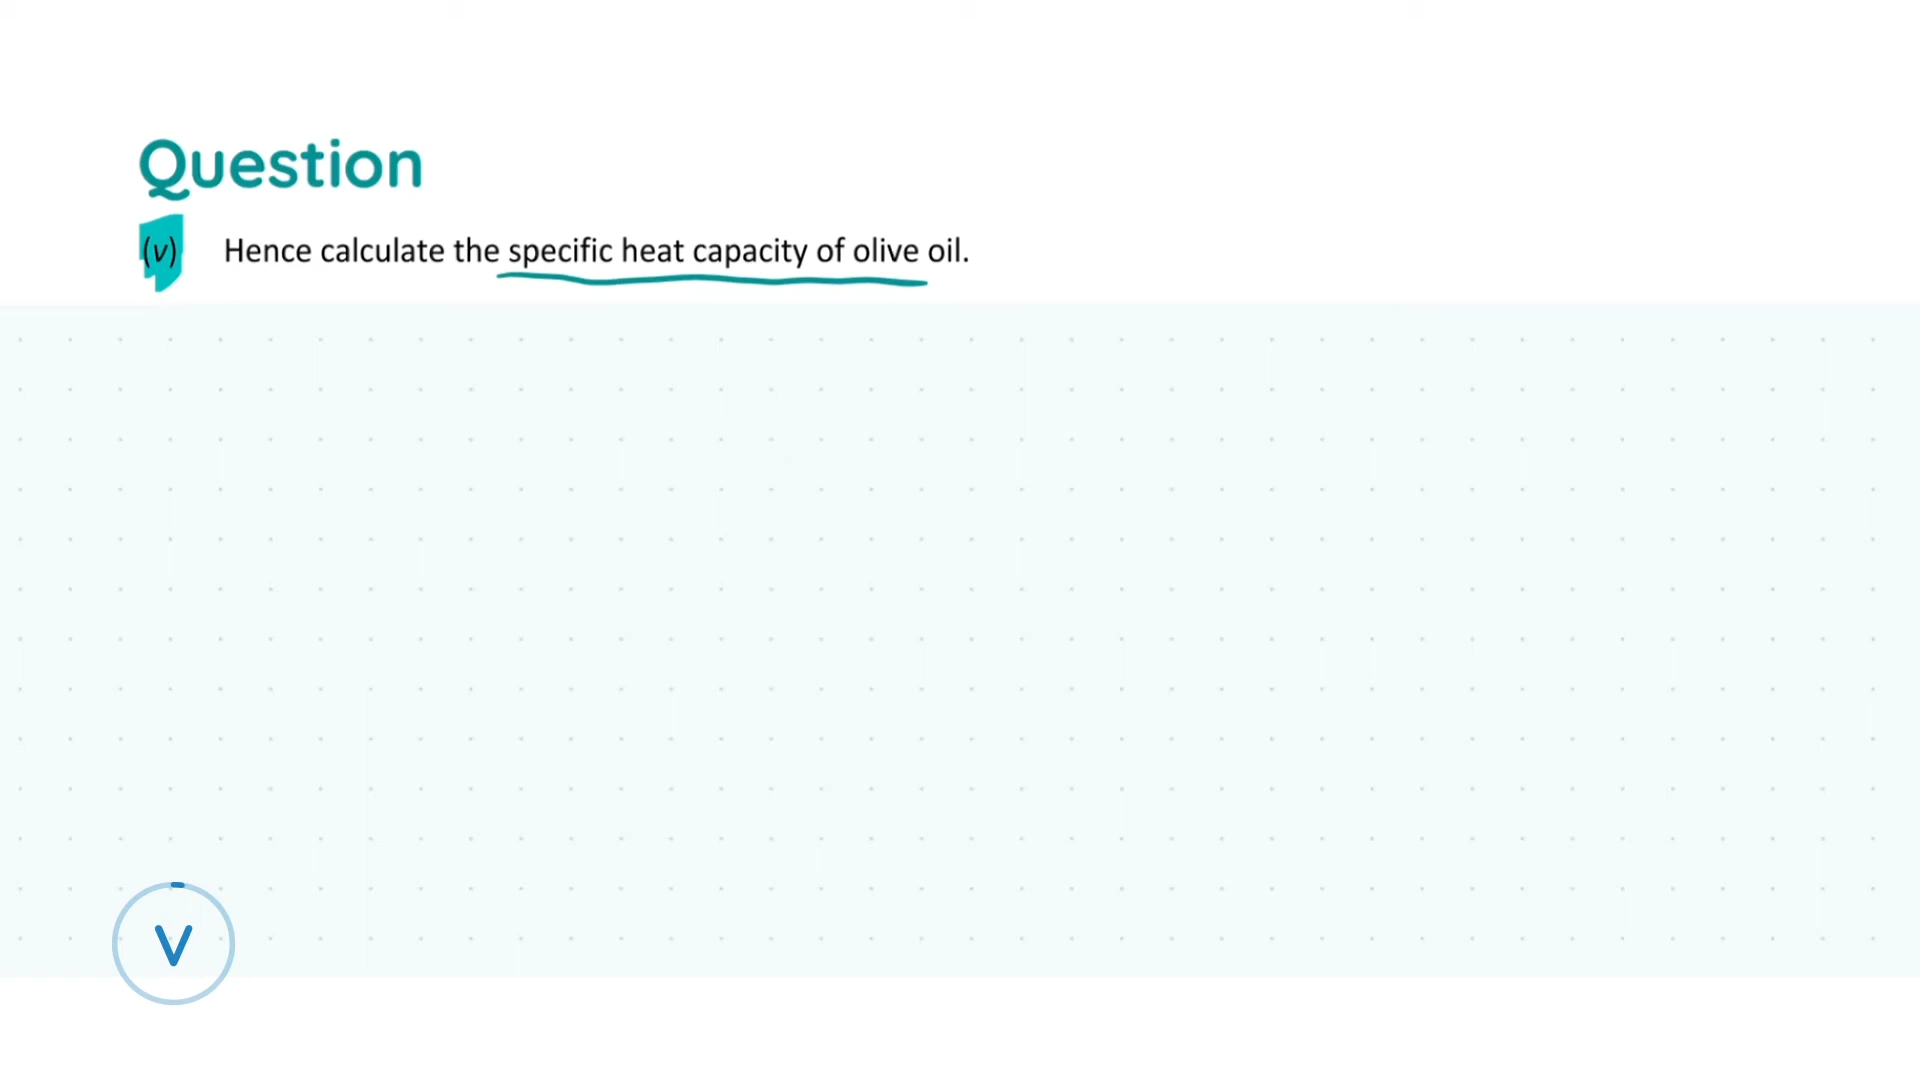 Question
(v) Hence calculate the specific heat capacity of olive oil.
V